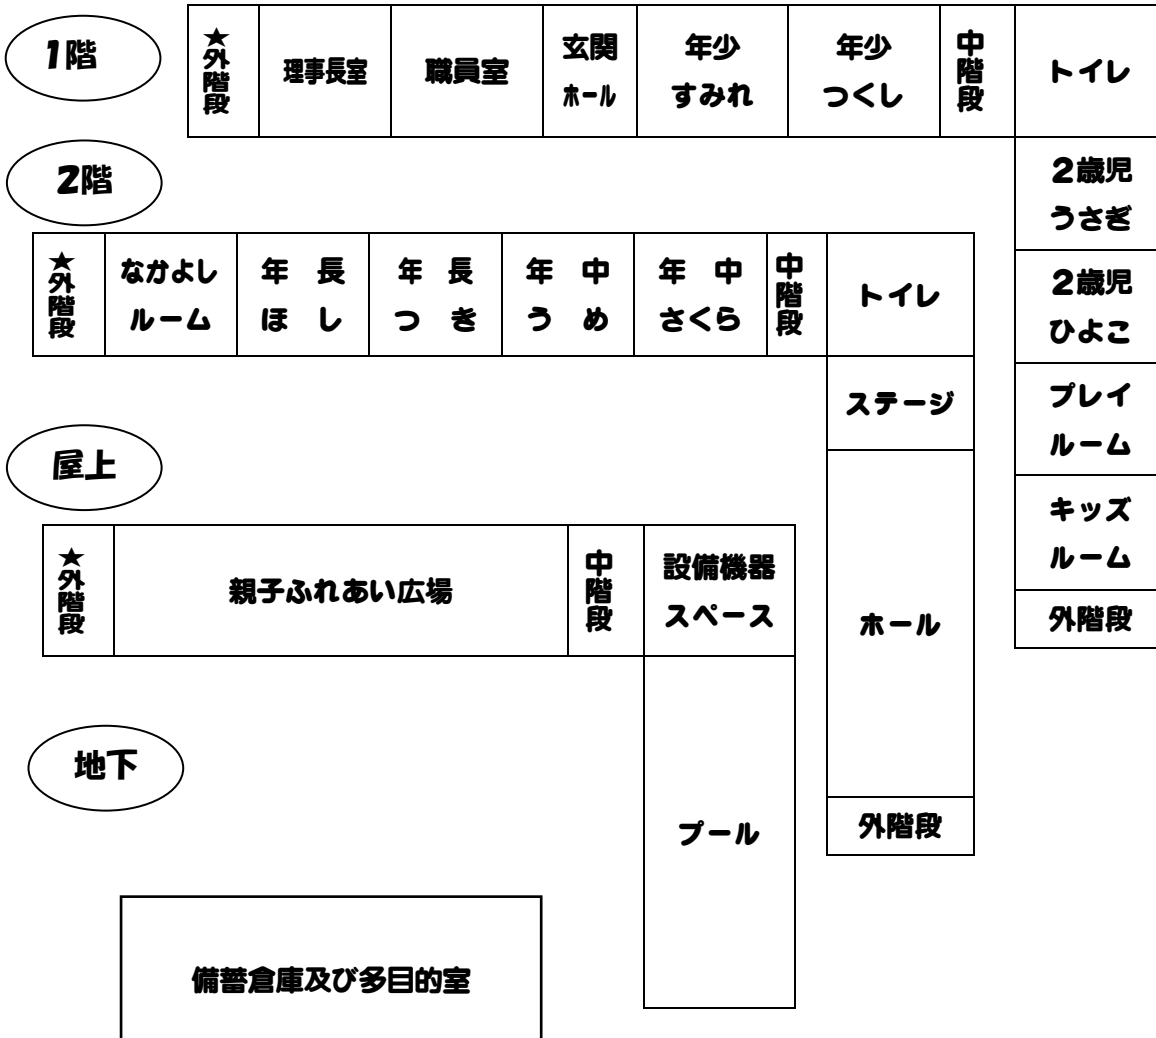 1階
★外階段
理事長室
職員室
玄関
ホール
年少
すみれ
年少
つくし
中階段
トイレ
2歳児
うさぎ
2歳児
ひよこ
プレイ
ルーム
キッズ
ルーム
外階段
2階
★外階段
なかよし
ルーム
年 長
ほ し
年 長
つ き
年 中
う め
年 中
さくら
中階段
トイレ
ステージ
ホール
外階段
屋上
★外階段
親子ふれあい広場
中階段
設備機器
スペース
プール
地下
備蓄倉庫及び多目的室